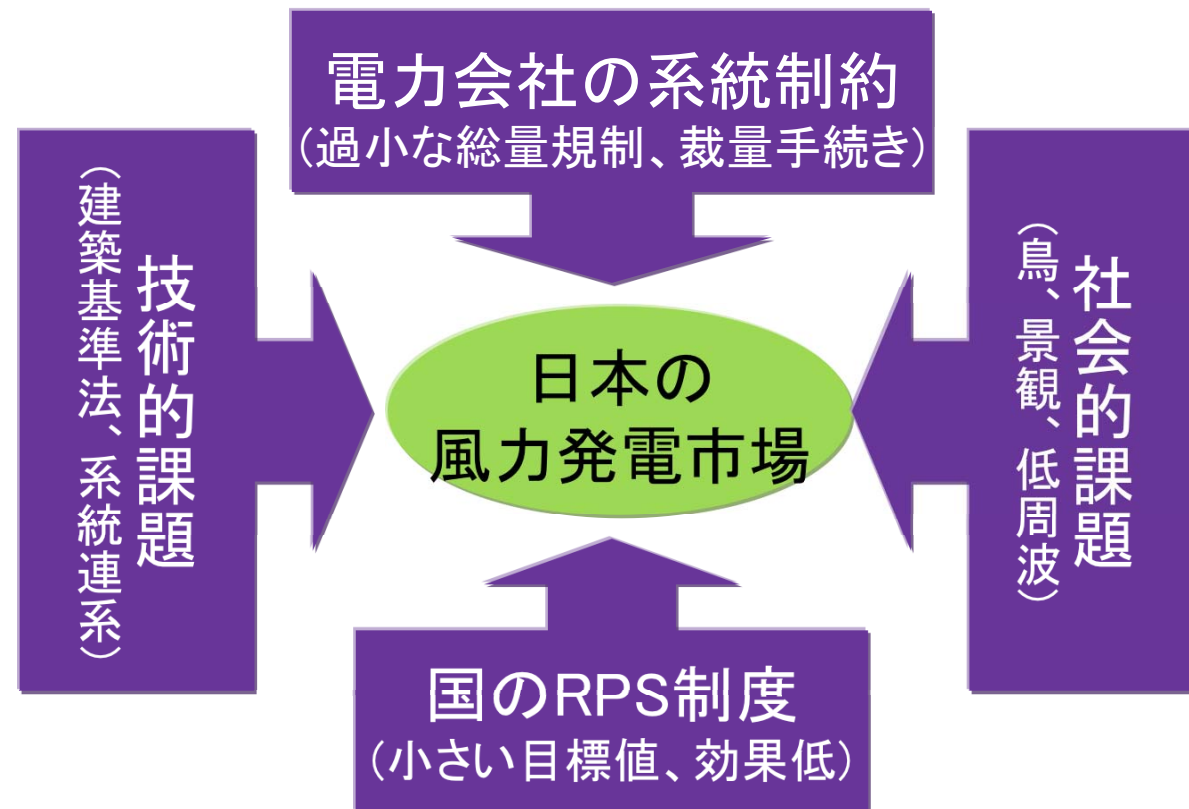 電力会社の系統制約
(過小な総量規制、裁量手続き)
技術的課題
(建築基準法、系統連系)
日本の
風力発電市場
社会的課題
(鳥、景観、低周波)
国のRPS制度
(小さい目標値、効果低)